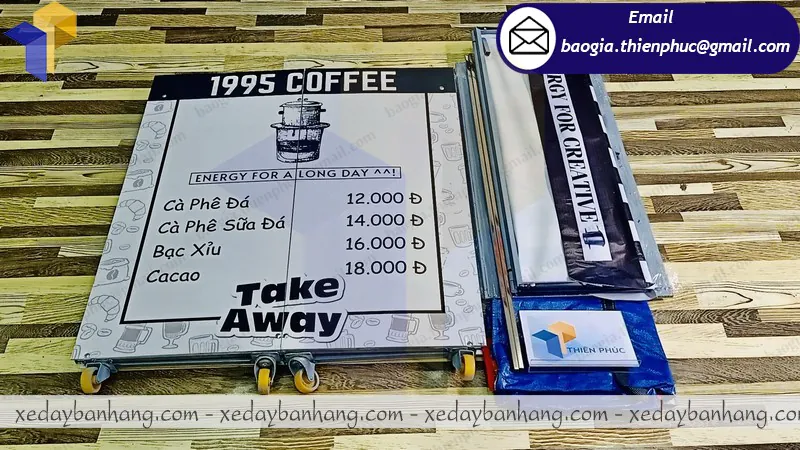 Email
baogia.thienphuc@gmail.com
1995 COFFEE
ENERGY FOR A LONG DAY ^^!
Cà Phê Đá 12.000 Đ
Cà Phê Sữa Đá 14.000 Đ
Bạc Xỉu 16.000 Đ
Cacao 18.000 Đ
Take
Away
RGY FOR CREATIVE
THIÊN PHÚC
xedaybanhang.com - xedaybanhang.com - xedaybanhang.com - xedaybanhang.com